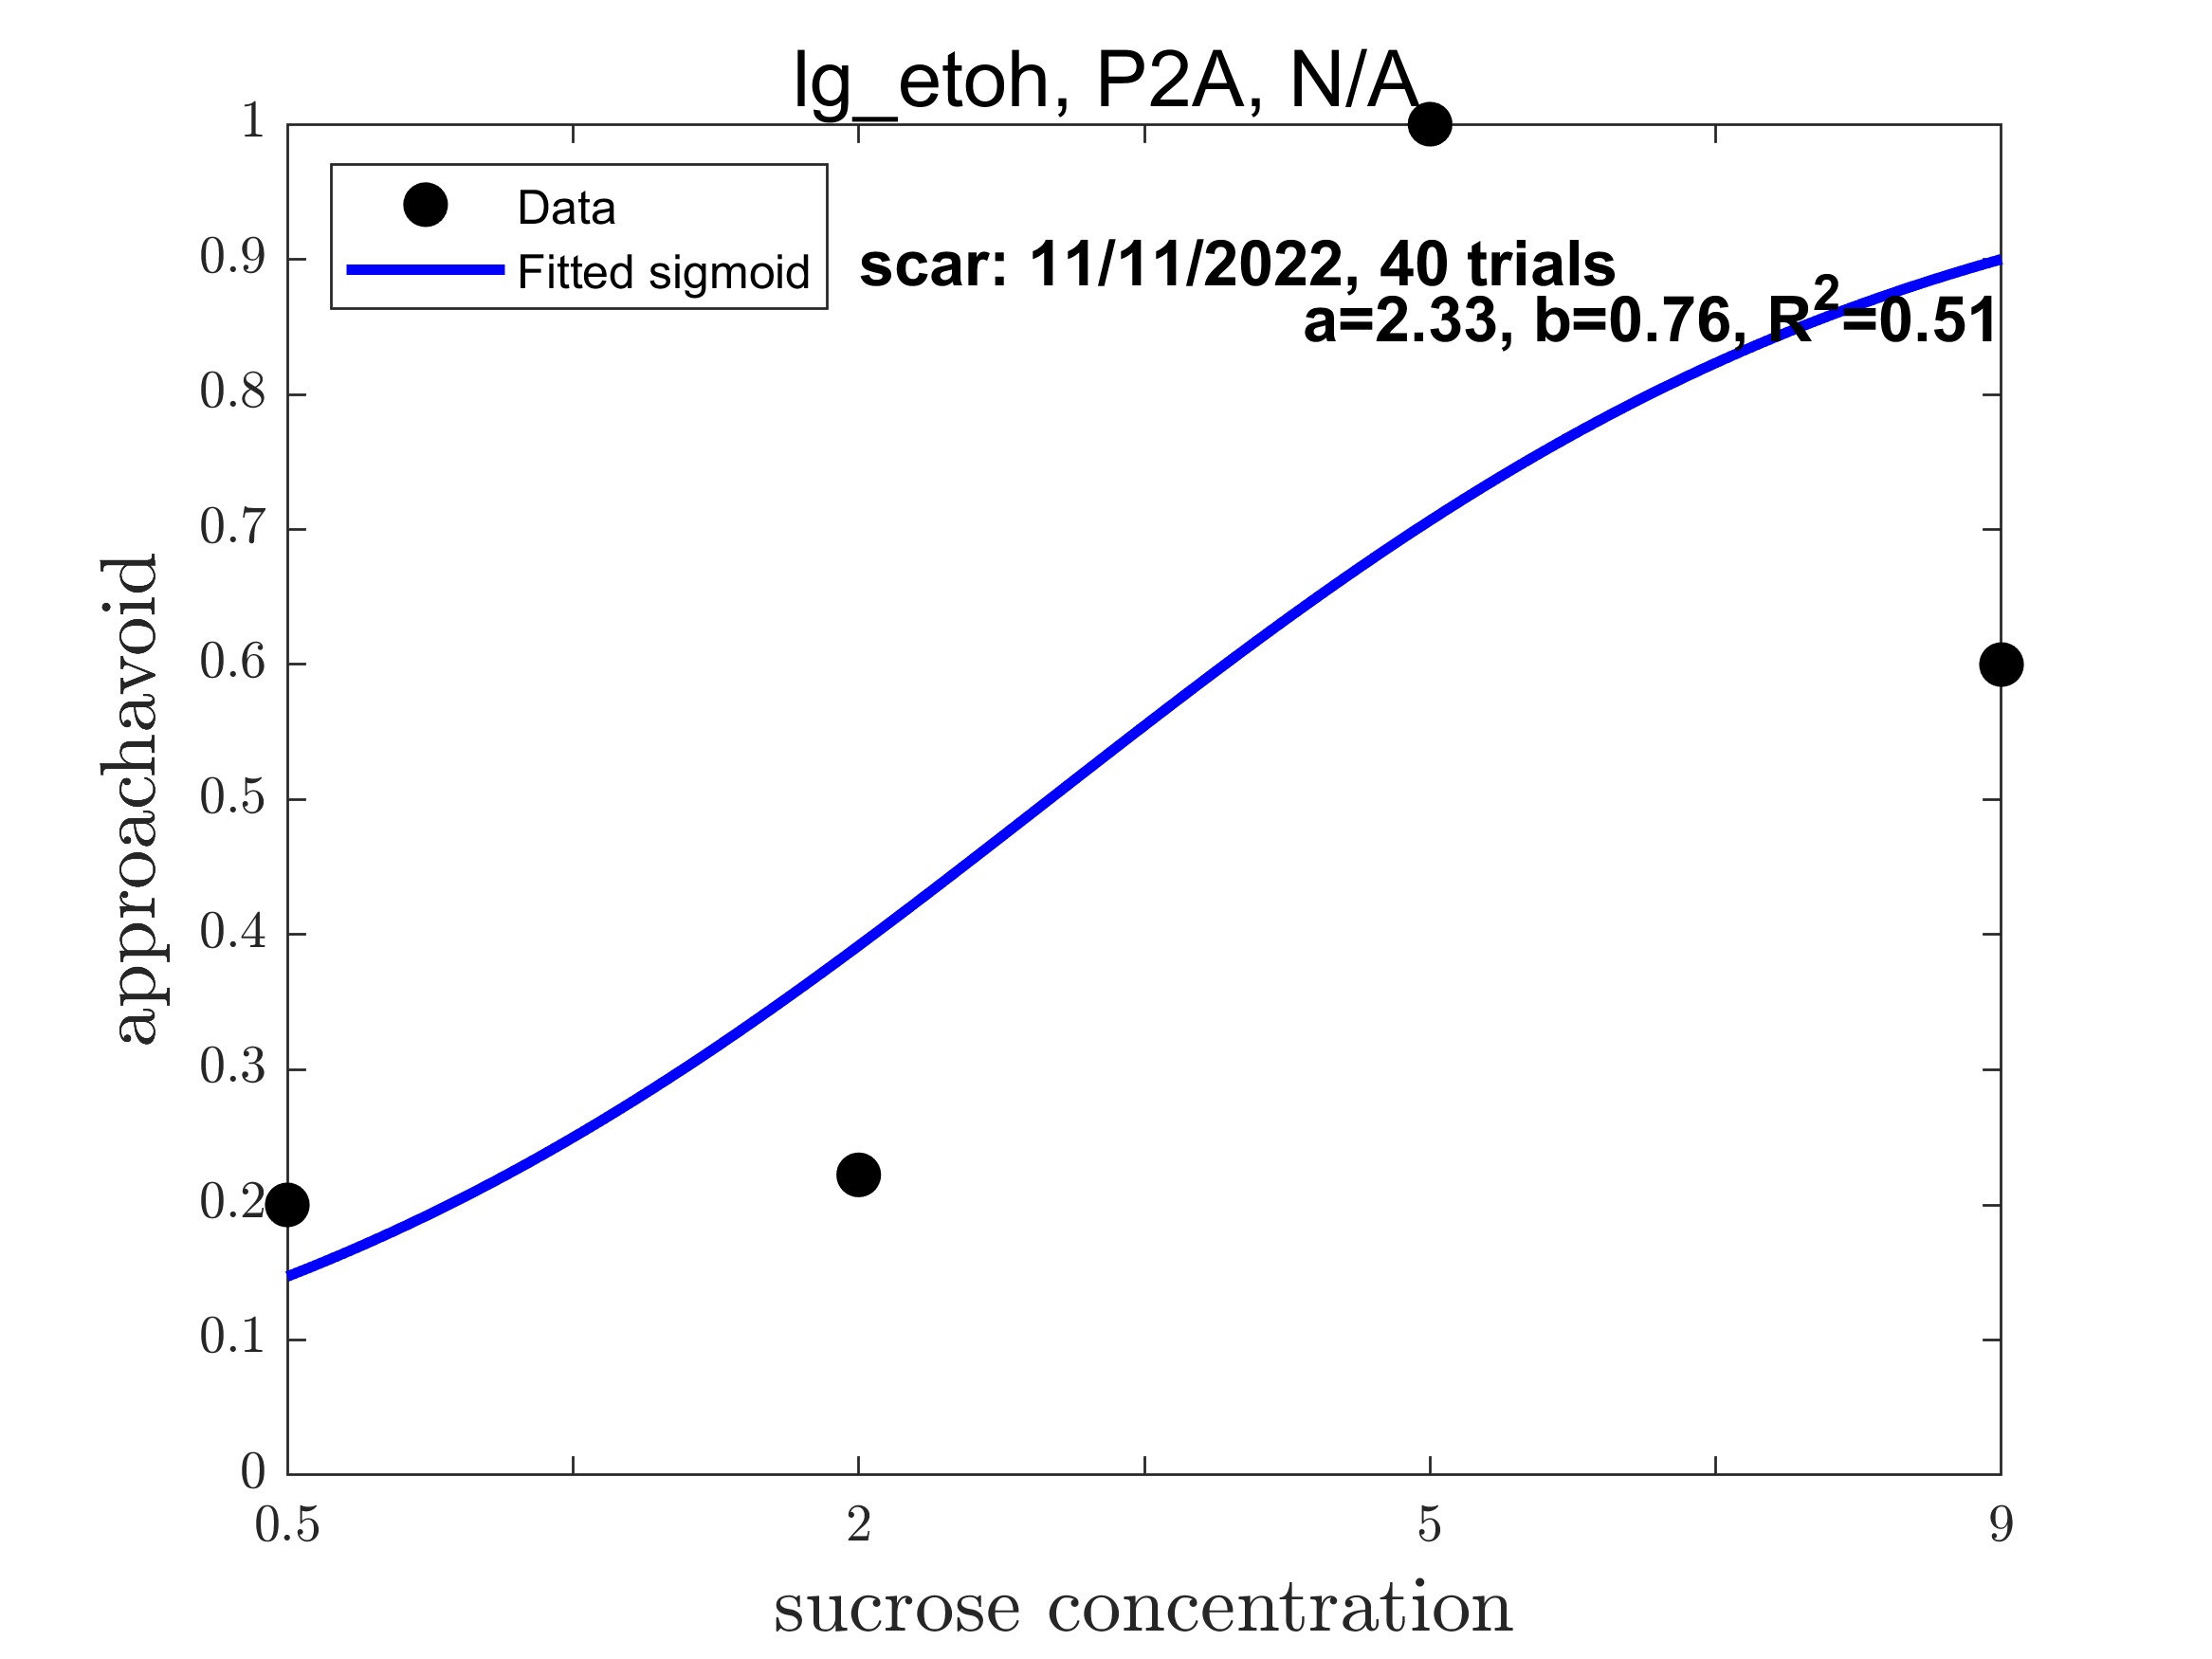 lg_etoh, P2A, N/A
Data
Fitted sigmoid
scar: 11/11/2022, 40 trials
a=2.33, b=0.76, R²=0.51
approachavoid
1
0.9
0.8
0.7
0.6
0.5
0.4
0.3
0.2
0.1
0
0.5 2 5 9
sucrose concentration